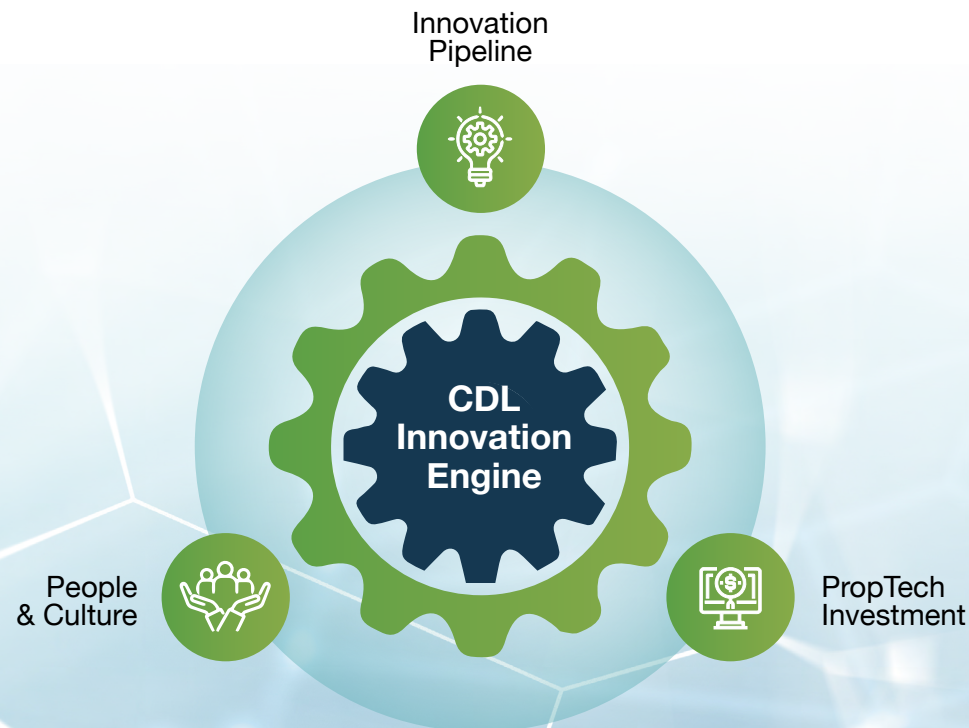 Innovation
Pipeline
CDL
Innovation
Engine
People
& Culture
PropTech
Investment